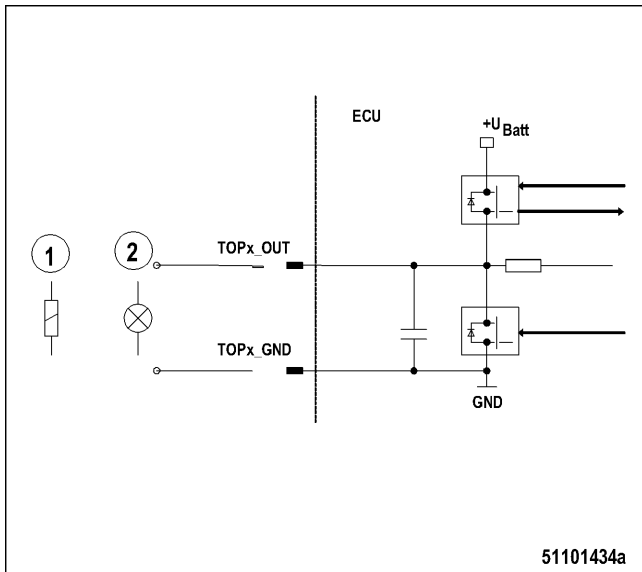 ECU
+U Batt
1
2
TOPx_OUT
TOPx_GND
GND
51101434a